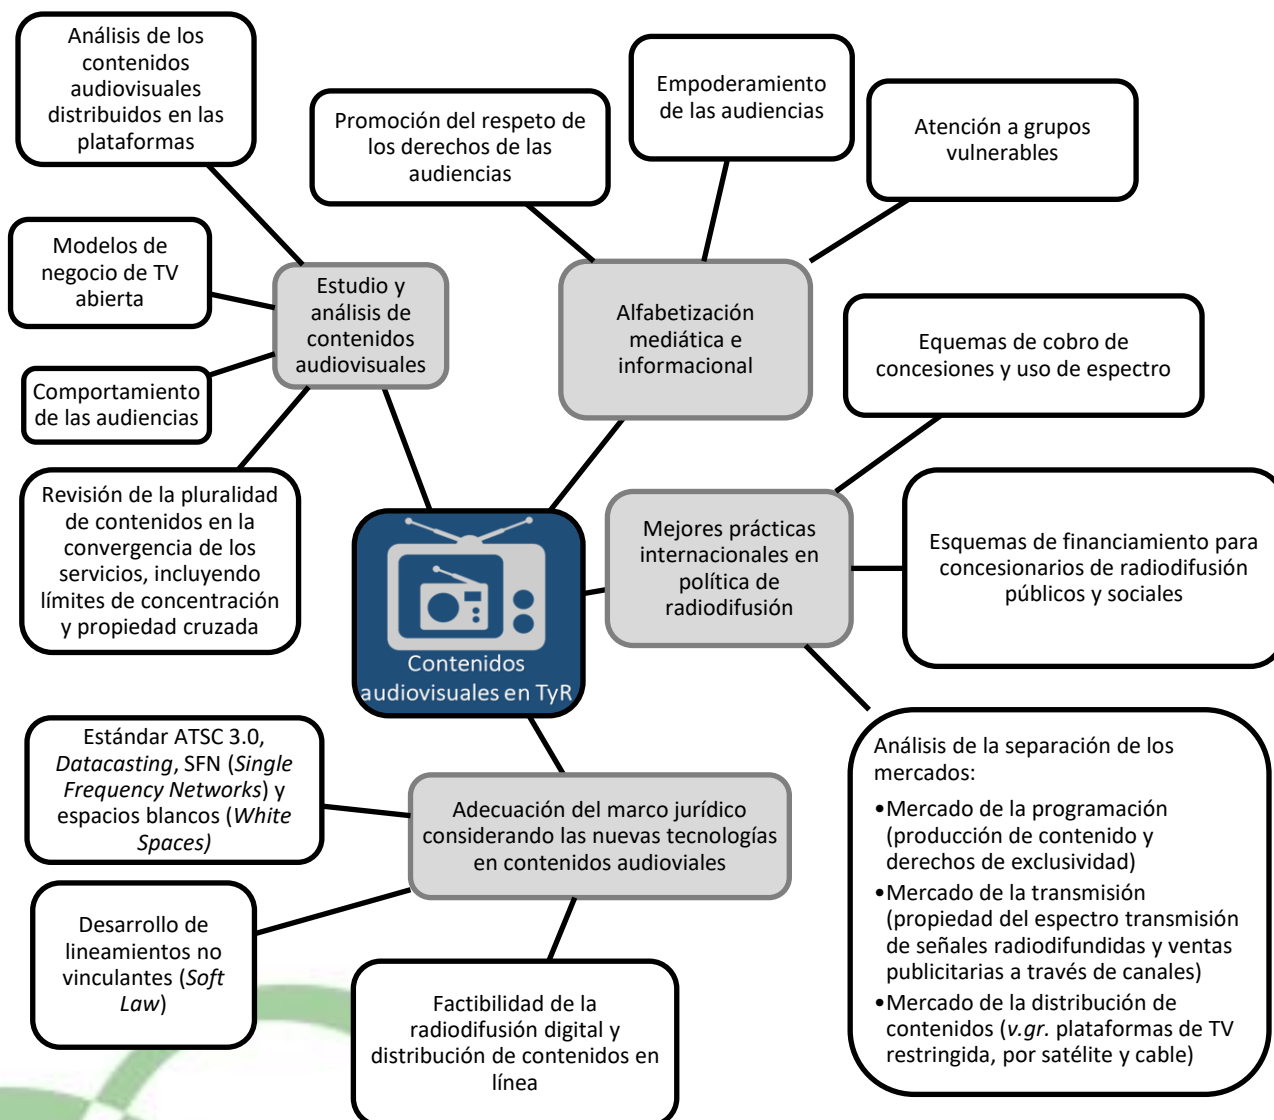 Análisis de los
contenidos
audiovisuales
distribuidos en las
plataformas
Promoción del respeto de
los derechos de las
audiencias
Empoderamiento
de las audiencias
Atención a grupos
vulnerables
Modelos de
negocio de TV
abierta
Estudio y
análisis de
contenidos
audiovisuales
Alfabetización
mediática e
informacional
Equemas de cobro de
concesiones y uso de espectro
Comportamiento
de las audiencias
Revisión de la pluralidad
de contenidos en la
convergencia de los
servicios, incluyendo
límites de concentración
y propiedad cruzada
Mejores prácticas
internacionales en
política de
radiodifusión
Esquemas de financiamiento para
concesionarios de radiodifusión
públicos y sociales
Contenidos
audiovisuales en TyR
Estándar ATSC 3.0,
Datacasting, SFN (Single
Frequency Networks) y
espacios blancos (White
Spaces)
Adecuación del marco jurídico
considerando las nuevas tecnologías
en contenidos audioviales
Análisis de la separación de los
mercados:
•Mercado de la programación
(producción de contenido y
derechos de exclusividad)
•Mercado de la transmisión
(propiedad del espectro transmisión
de señales radiodifundidas y ventas
publicitarias a través de canales)
•Mercado de la distribución de
contenidos (v.gr. plataformas de TV
restringida, por satélite y cable)
Desarrollo de
lineamientos no
vinculantes (Soft
Law)
Factibilidad de la
radiodifusión digital y
distribución de contenidos en
línea